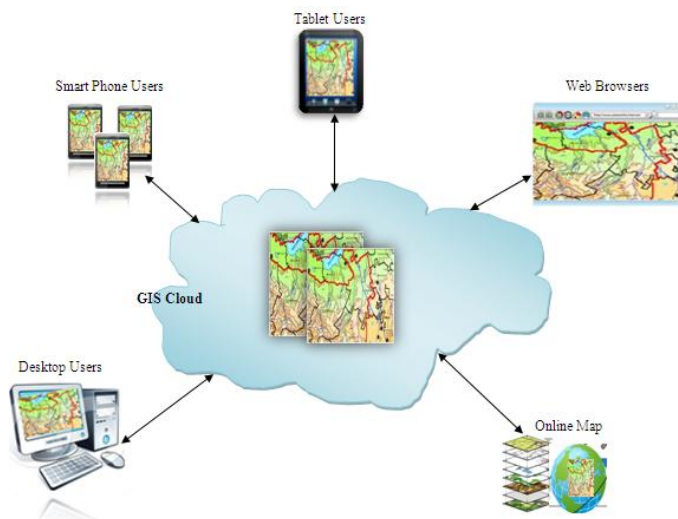 Tablet Users
Smart Phone Users
Web Browsers
GIS Cloud
Desktop Users
Online Map